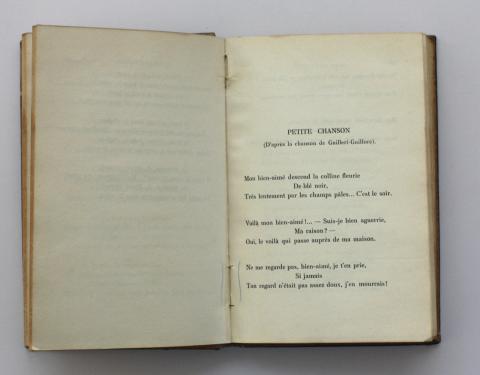 PETITE CHANSON
(D'après la chanson de Guilleri-Guilloré).
Mon bien-aimé descend la colline fleurie
De blé noir,
Très lentement par les champs pâles... C'est le soir.
Voilà mon bien-aimé!... — Suis-je bien aguerrie,
Ma raison? —
Oui, le voilà qui passe auprès de ma maison.
Ne me regarde pas, bien-aimé, je t'en prie,
Si jamais
Ton regard n'était pas assez doux, j'en mourrais!